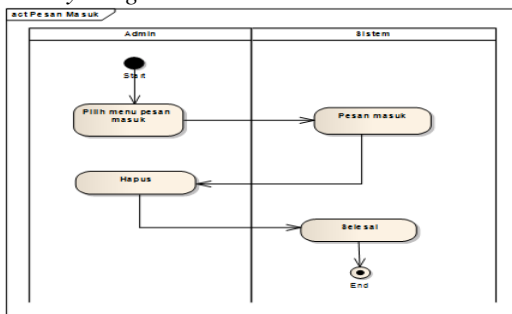 act Pesan Masuk
Admin
Sistem
Start
Pilih menu pesan
masuk
Pesan masuk
Hapus
Selesai
End